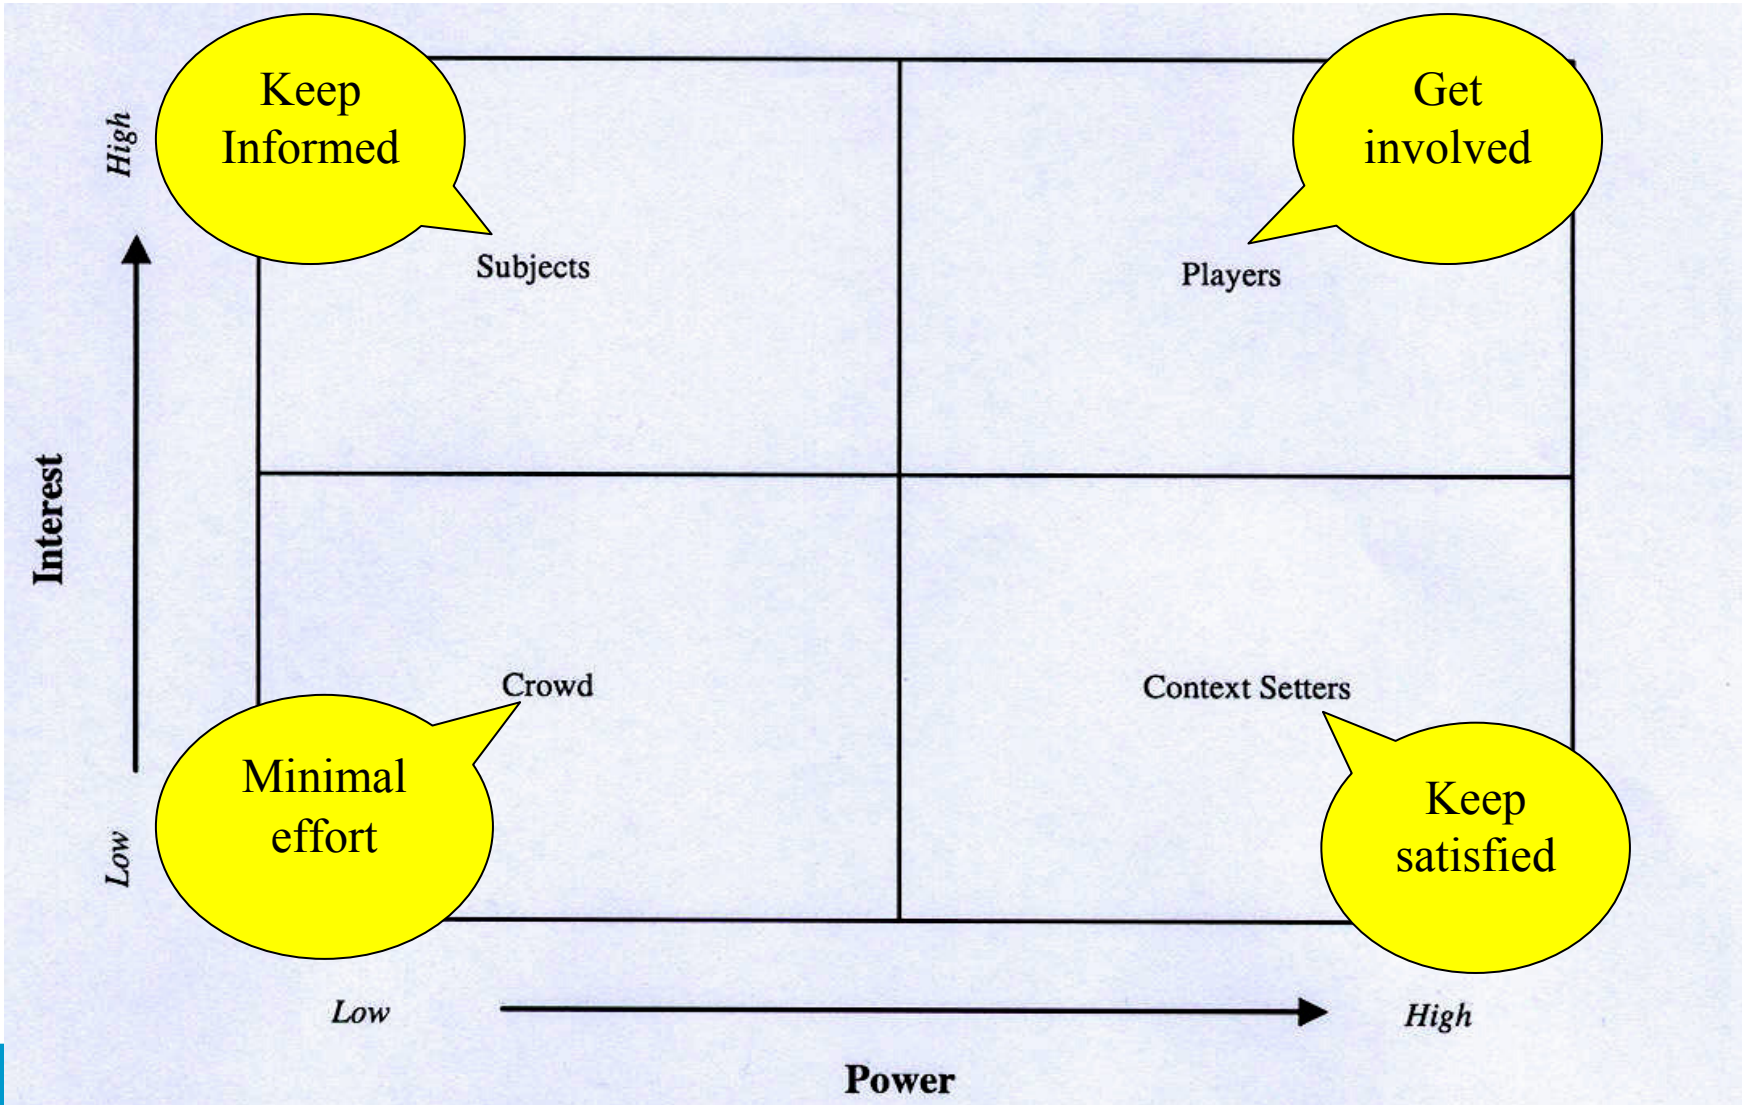 Keep
Informed
Get
involved
High
Subjects
Players
Interest
Crowd
Context Setters
Minimal
effort
Keep
satisfied
Low
Low
High
Power